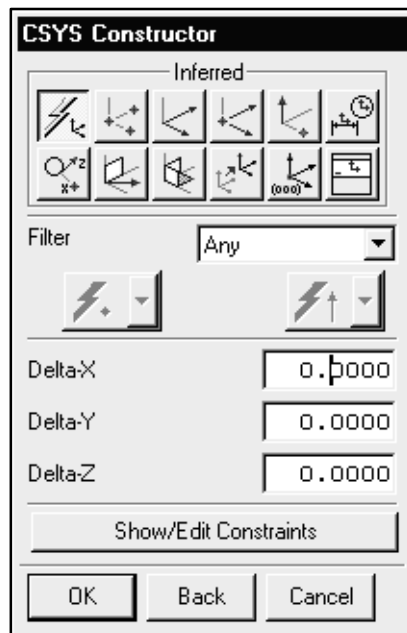 CSYS Constructor
Inferred
Filter Any
Delta-X 0.0000
Delta-Y 0.0000
Delta-Z 0.0000
Show/Edit Constraints
OK Back Cancel